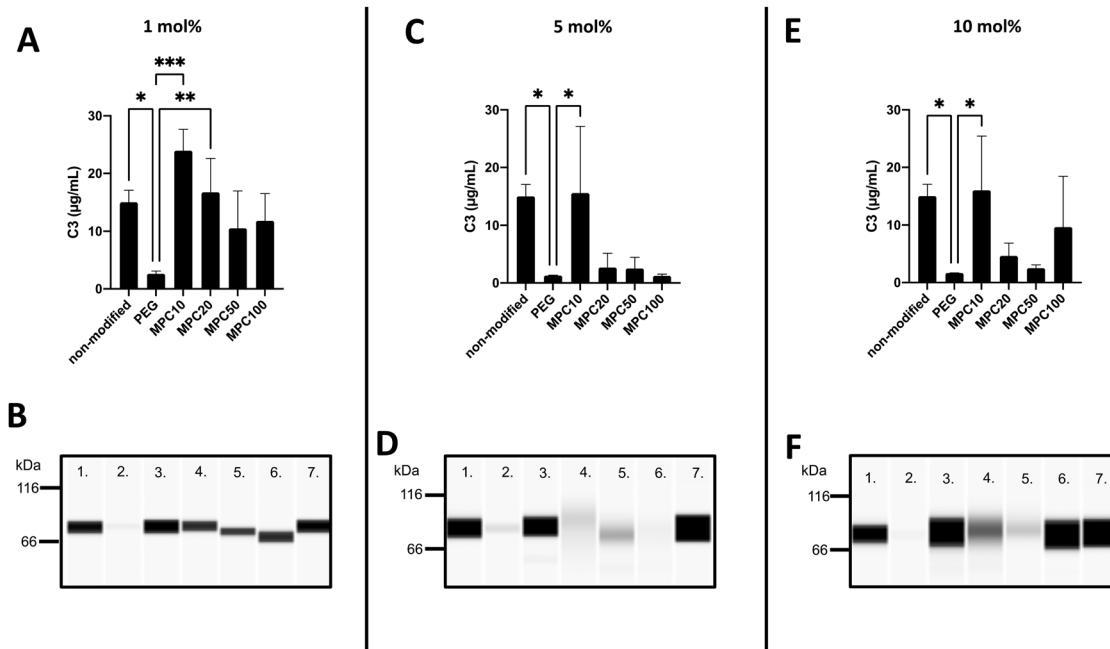 A
1 mol%
***
*
**
30
20
10
0
C3 (µg/mL)
non-modified
PEG
MPC10
MPC20
MPC50
MPC100
B
kDa
116
66
1. 2. 3. 4. 5. 6. 7.
C
5 mol%
* *
30
20
10
0
C3 (µg/mL)
non-modified
PEG
MPC10
MPC20
MPC50
MPC100
D
kDa
116
66
1. 2. 3. 4. 5. 6. 7.
E
10 mol%
* *
30
20
10
0
C3 (µg/mL)
non-modified
PEG
MPC10
MPC20
MPC50
MPC100
F
kDa
116
66
1. 2. 3. 4. 5. 6. 7.